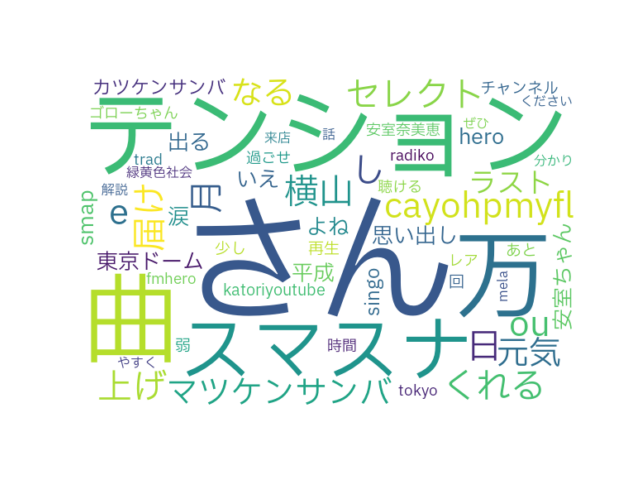 カツケンサンバ
なる
セレクト
チャンネル
ください
ゴローちゃん
テンション
出る
来店
話
安室奈美恵
hero
ぜひ
trad
過ごせ
radiko
分かり
緑黄色社会
いえ
横山
し
聴ける
ラスト
解説
月
cayohpmyfl
smap
e
届け
涙
さん
万
よね
思い出し
安室ちゃん
東京ドーム
少し
再生
レア
あと
fmhero
平成
katoriyoutube
singo
回
mela
曲
スマスナ
ou
弱
時間
日
元気
やすく
上げ
マツケンサンバ
tokyo
くれる